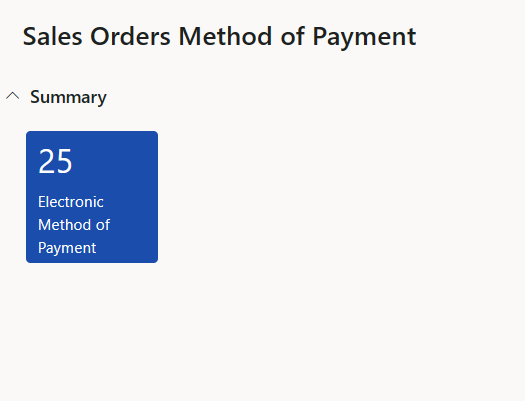 Sales Orders Method of Payment
Summary
25
Electronic
Method of
Payment